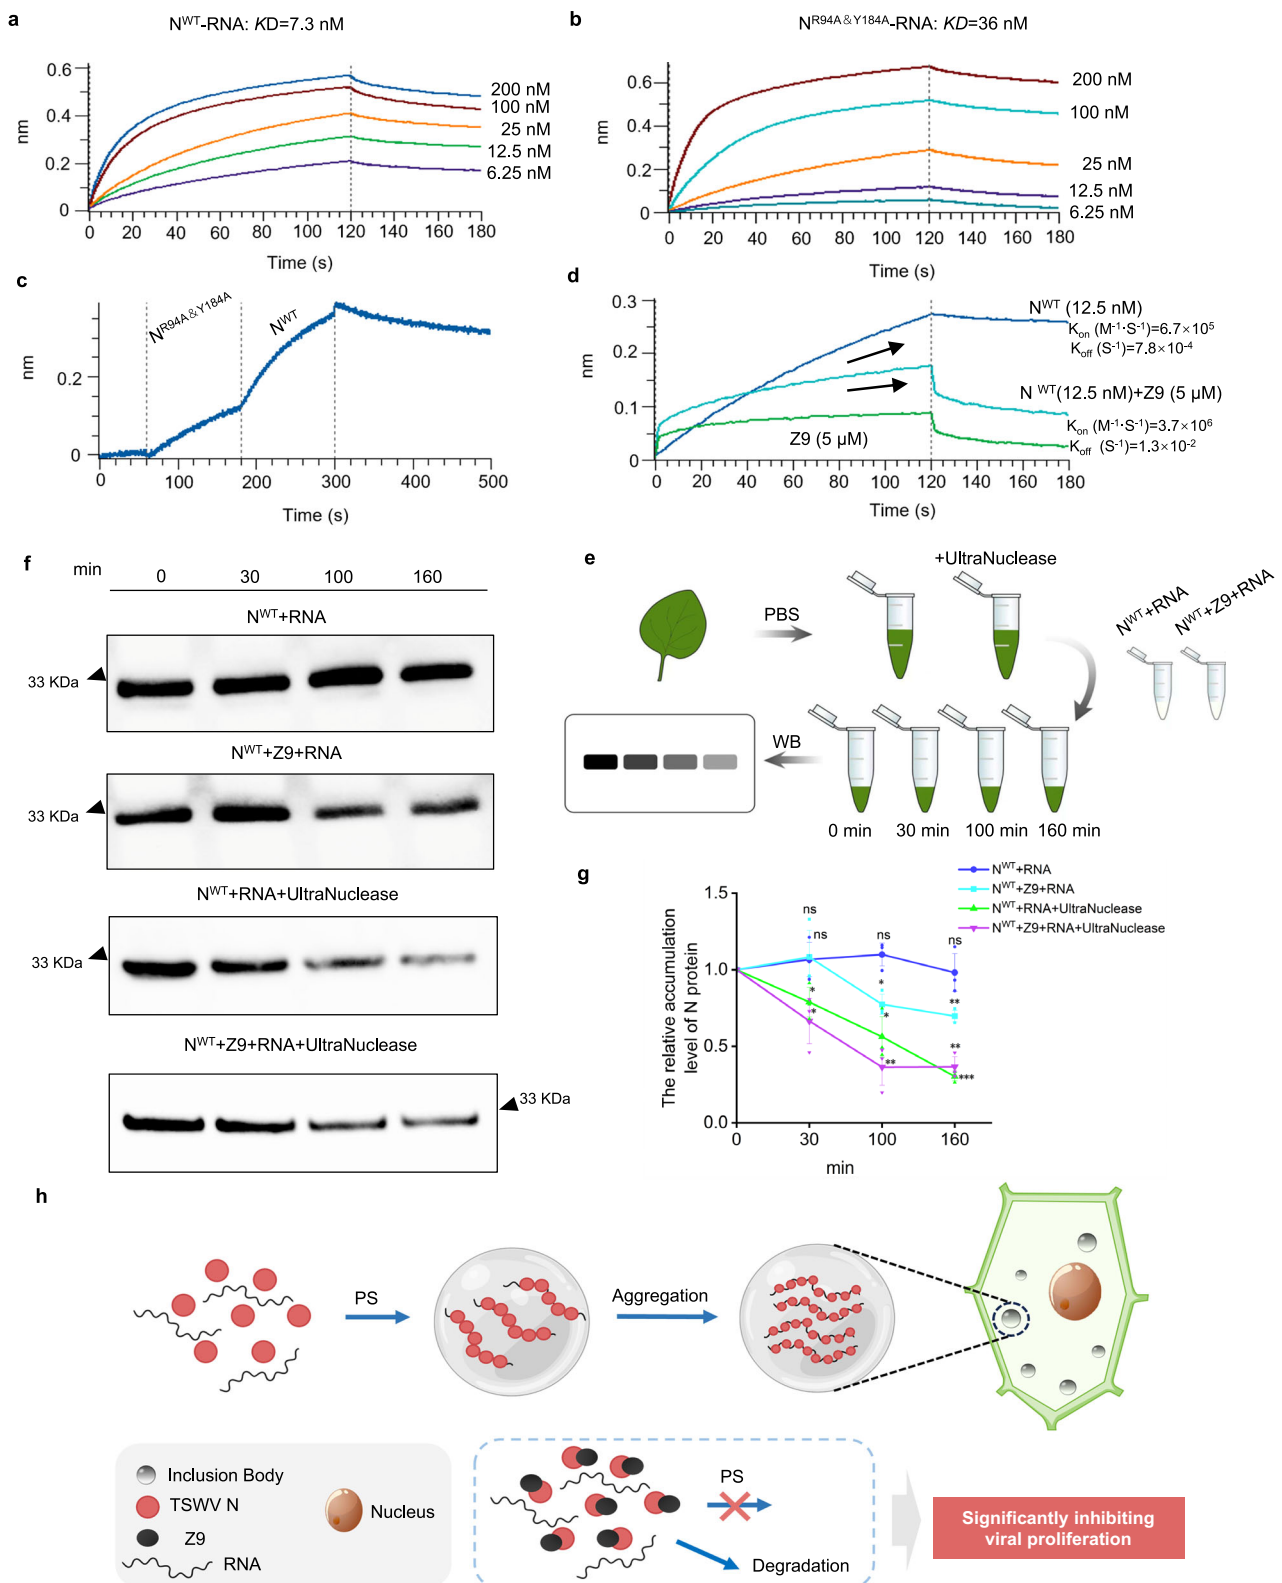 a
N^WT-RNA: KD=7.3 nM
0.6
0.4
0.2
0
nm
200 nM
100 nM
25 nM
12.5 nM
6.25 nM
0 20 40 60 80 100 120 140 160 180
Time (s)
b
N^R94A&Y184A-RNA: KD=36 nM
0.6
0.4
0.2
0
nm
200 nM
100 nM
25 nM
12.5 nM
6.25 nM
0 20 40 60 80 100 120 140 160 180
Time (s)
c
N^R94A&Y184A
N^WT
0.2
0
nm
0 100 200 300 400 500
Time (s)
d
0.3
0.2
0.1
0
nm
N^WT (12.5 nM)
K_on (M⁻¹·S⁻¹)=6.7×10⁵
K_off (S⁻¹)=7.8×10⁻⁴
N^WT(12.5 nM)+Z9 (5 µM)
K_on (M⁻¹·S⁻¹)=3.7×10⁶
K_off (S⁻¹)=1.3×10⁻²
Z9 (5 µM)
0 20 40 60 80 100 120 140 160 180
Time (s)
f
min 0 30 100 160
N^WT+RNA
33 KDa
N^WT+Z9+RNA
33 KDa
N^WT+RNA+UltraNuclease
33 KDa
N^WT+Z9+RNA+UltraNuclease
33 KDa
e
+UltraNuclease
PBS
N^WT+RNA
N^WT+Z9+RNA
WB
0 min 30 min 100 min 160 min
g
N^WT+RNA
N^WT+Z9+RNA
N^WT+RNA+UltraNuclease
N^WT+Z9+RNA+UltraNuclease
1.5
1.0
0.5
0.0
The relative accumulation
level of N protein
ns
ns
ns
ns
*
*
*
*
**
**
**
***
0 30 100 160
min
h
PS
Aggregation
Inclusion Body
TSWV N
Z9
RNA
Nucleus
PS
Degradation
Significantly inhibiting
viral proliferation